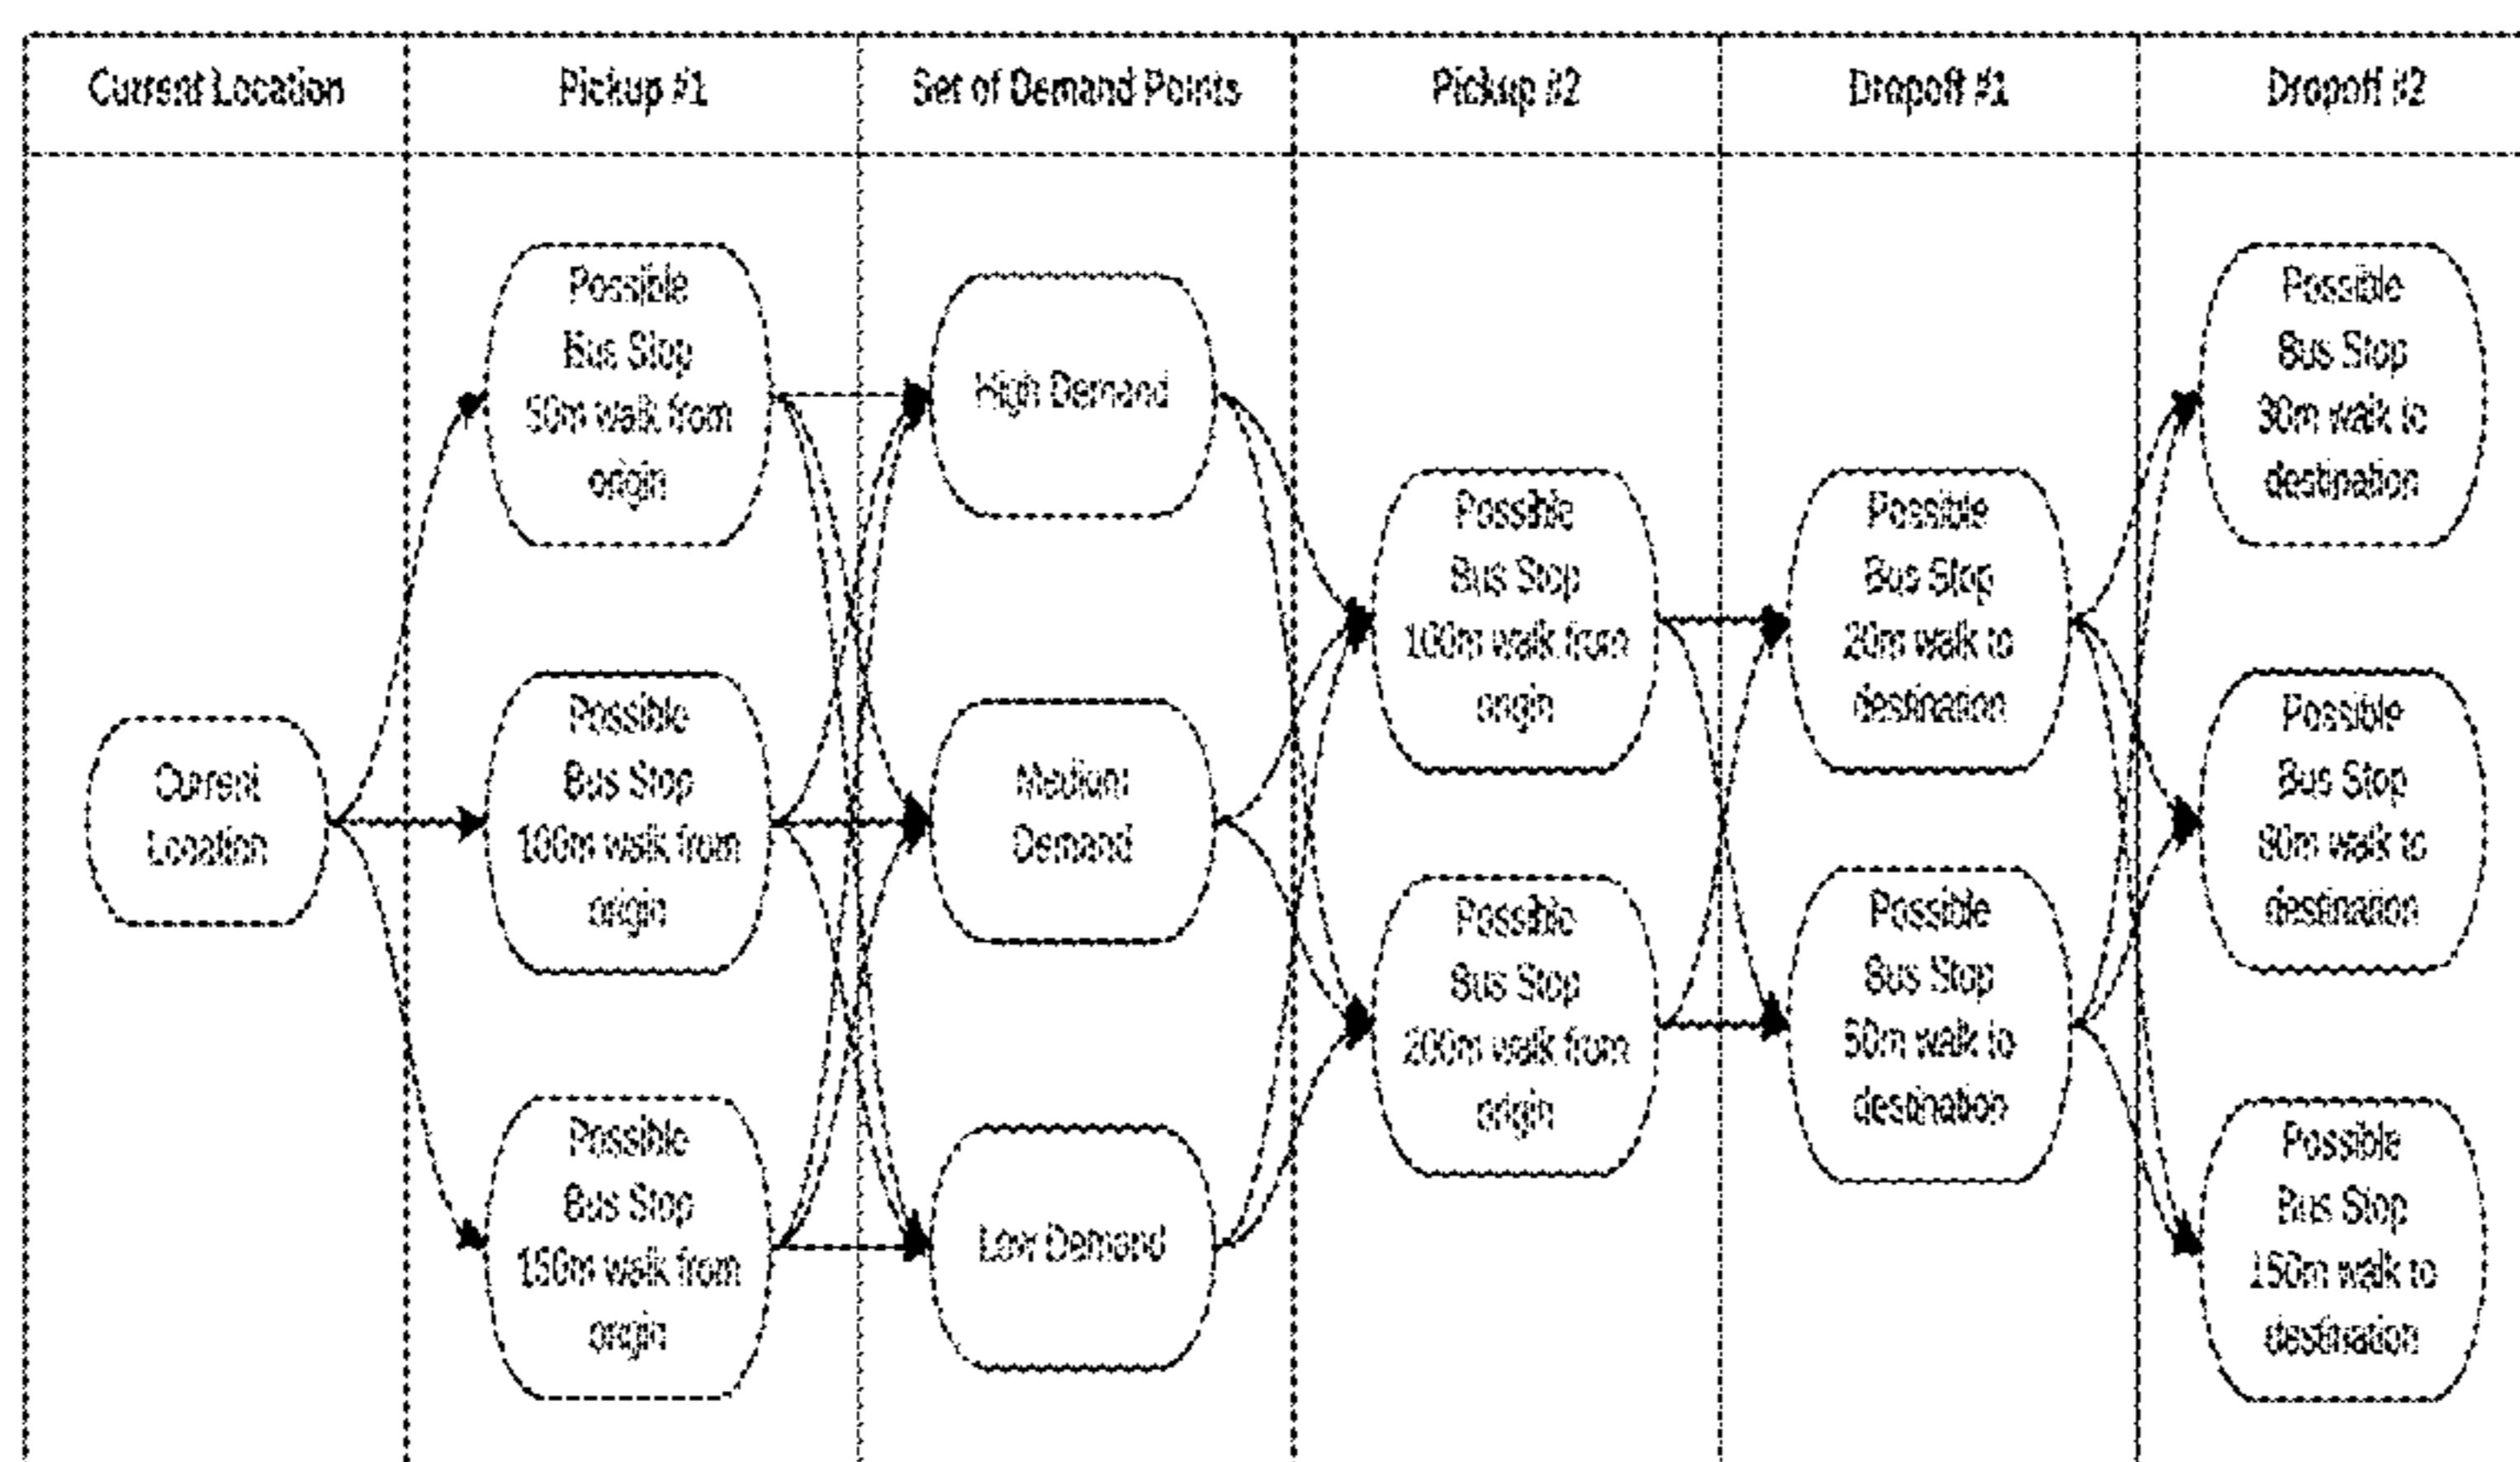 Current Location
Pickup #1
Set of Demand Points
Pickup #2
Dropoff #1
Dropoff #2
Current
Location
Possible
Bus Stop
50m walk from
origin
Possible
Bus Stop
100m walk from
origin
Possible
Bus Stop
150m walk from
origin
High Demand
Medium
Demand
Low Demand
Possible
Bus Stop
100m walk from
origin
Possible
Bus Stop
200m walk from
origin
Possible
Bus Stop
20m walk to
destination
Possible
Bus Stop
50m walk to
destination
Possible
Bus Stop
30m walk to
destination
Possible
Bus Stop
80m walk to
destination
Possible
Bus Stop
150m walk to
destination